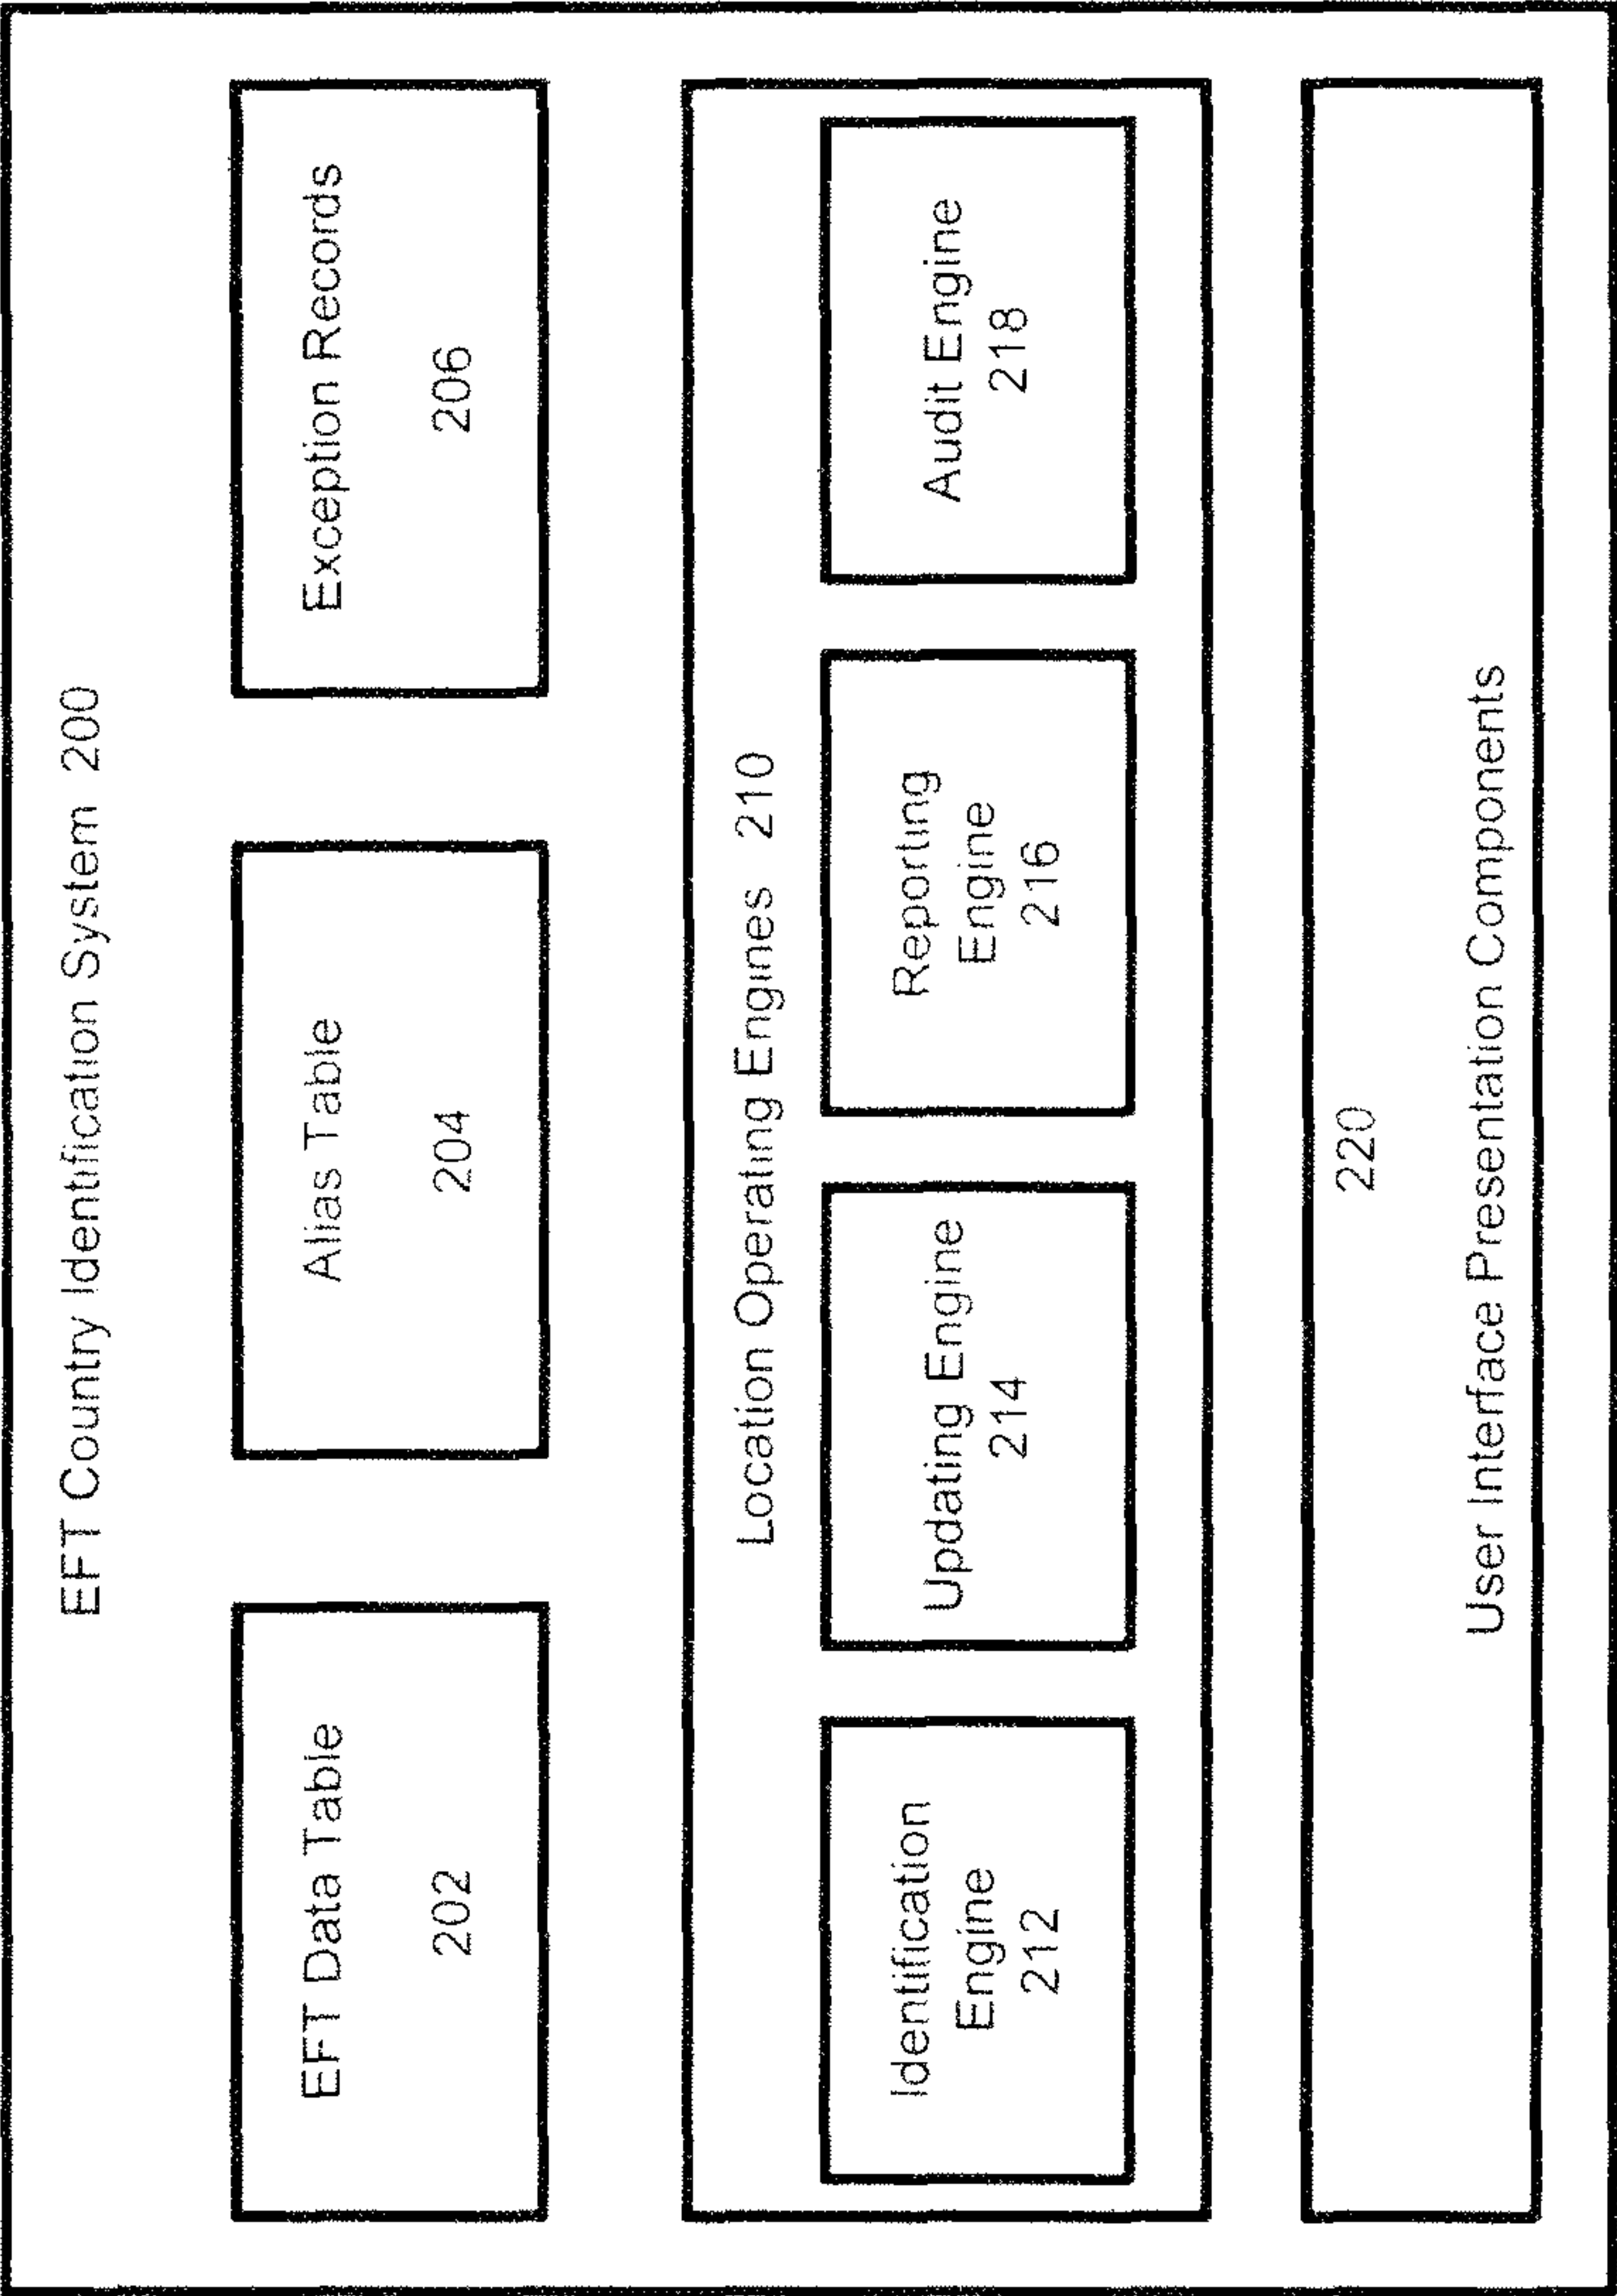 EFT Country Identification System 200
EFT Data Table
202
Alias Table
204
Exception Records
206
Location Operating Engines 210
Identification
Engine
212
Updating Engine
214
Reporting
Engine
216
Audit Engine
218
220
User Interface Presentation Components